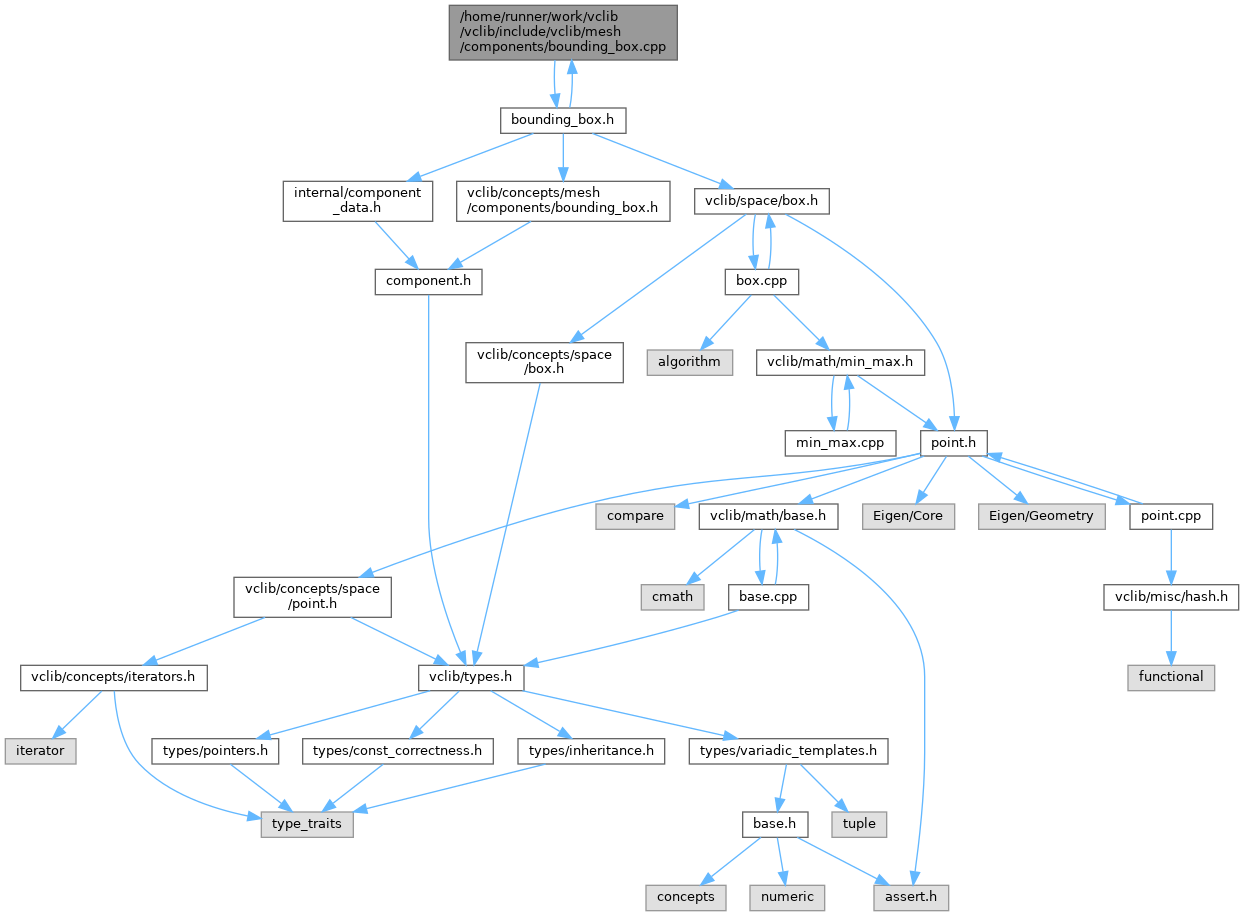 /home/runner/work/vclib
/vclib/include/vclib/mesh
/components/bounding_box.cpp
bounding_box.h
internal/component
_data.h
vclib/concepts/mesh
/components/bounding_box.h
vclib/space/box.h
component.h
box.cpp
vclib/concepts/space
/box.h
algorithm
vclib/math/min_max.h
min_max.cpp
point.h
compare
vclib/math/base.h
Eigen/Core
Eigen/Geometry
point.cpp
vclib/concepts/space
/point.h
cmath
base.cpp
vclib/misc/hash.h
vclib/concepts/iterators.h
vclib/types.h
functional
iterator
types/pointers.h
types/const_correctness.h
types/inheritance.h
types/variadic_templates.h
type_traits
base.h
tuple
concepts
numeric
assert.h